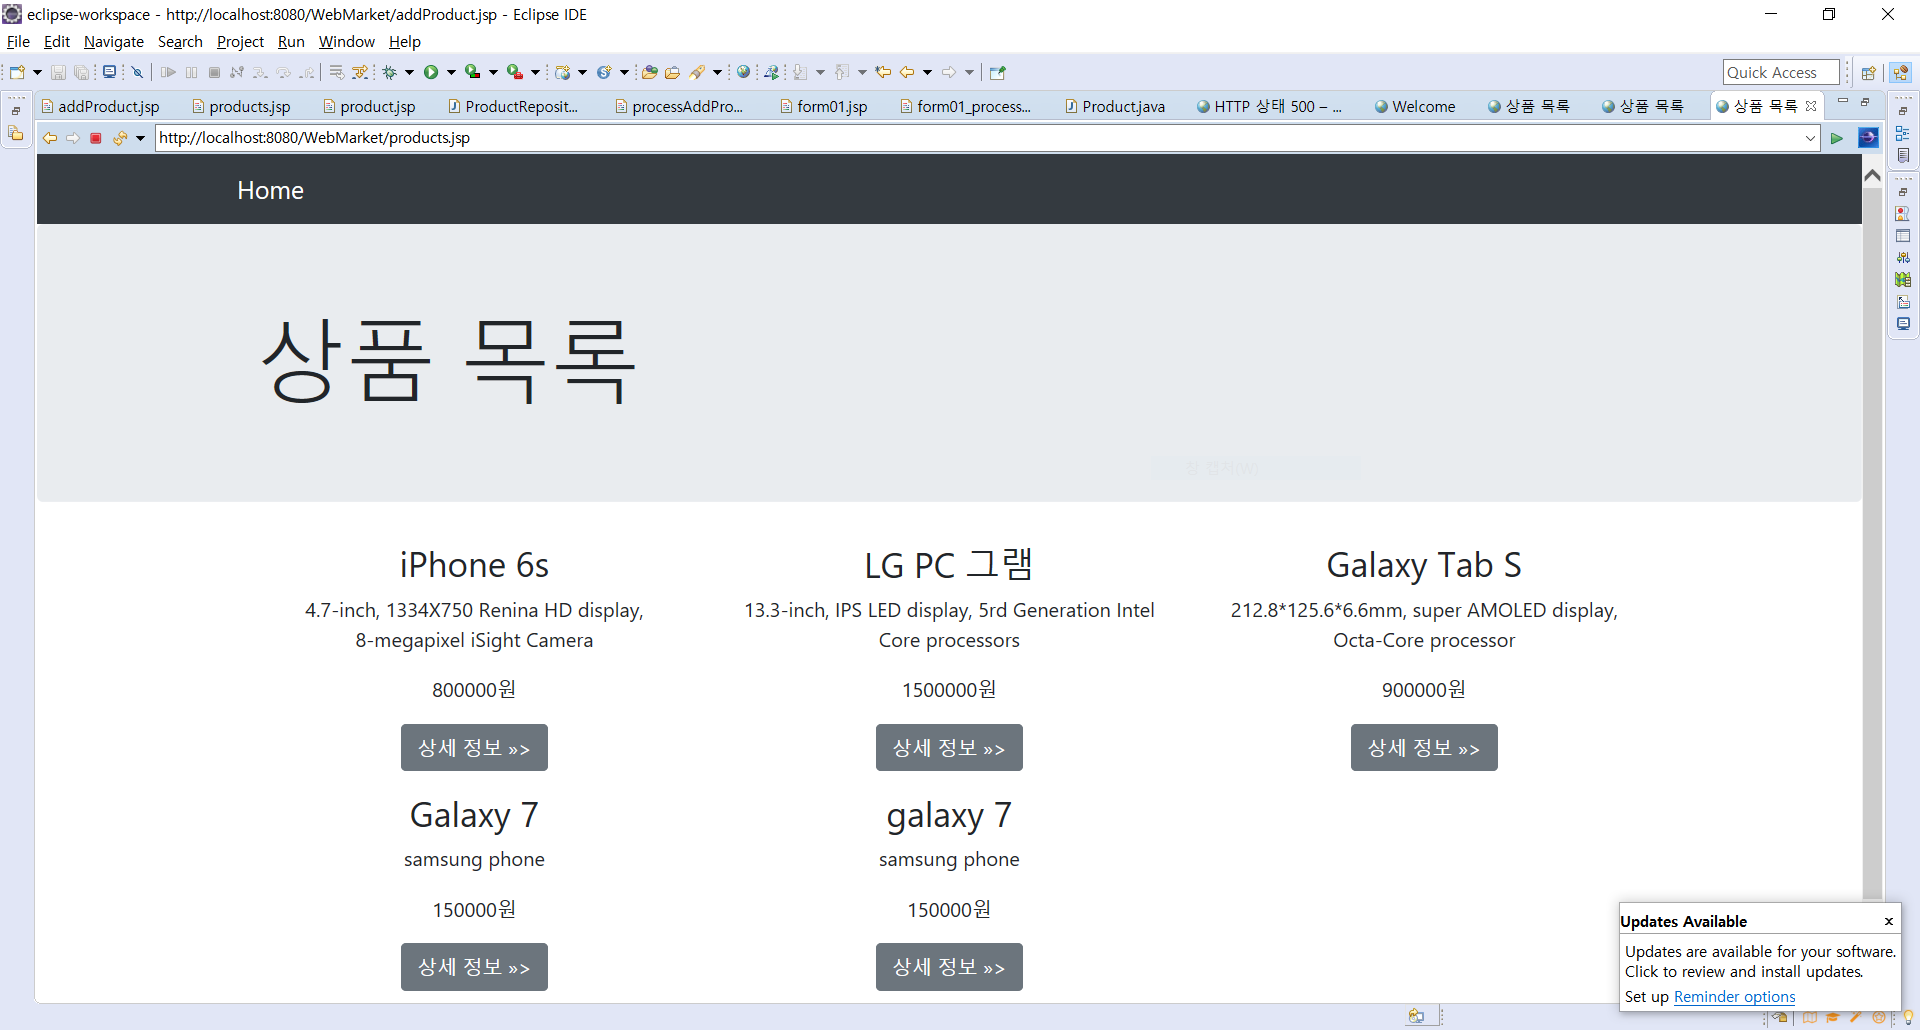 eclipse-workspace - http://localhost:8080/WebMarket/addProduct.jsp - Eclipse IDE
File Edit Navigate Search Project Run Window Help
Quick Access
addProduct.jsp products.jsp product.jsp ProductReposit... processAddPro... form01.jsp form01_process... Product.java HTTP 상태 500 – ... Welcome 상품 목록 상품 목록 상품 목록
http://localhost:8080/WebMarket/products.jsp
Home
상품 목록
iPhone 6s
4.7-inch, 1334X750 Renina HD display,
8-megapixel iSight Camera
800000원
상세 정보 »>
LG PC 그램
13.3-inch, IPS LED display, 5rd Generation Intel
Core processors
1500000원
상세 정보 »>
Galaxy Tab S
212.8*125.6*6.6mm, super AMOLED display,
Octa-Core processor
900000원
상세 정보 »>
Galaxy 7
samsung phone
150000원
상세 정보 »>
galaxy 7
samsung phone
150000원
상세 정보 »>
Updates Available
Updates are available for your software.
Click to review and install updates.
Set up Reminder options